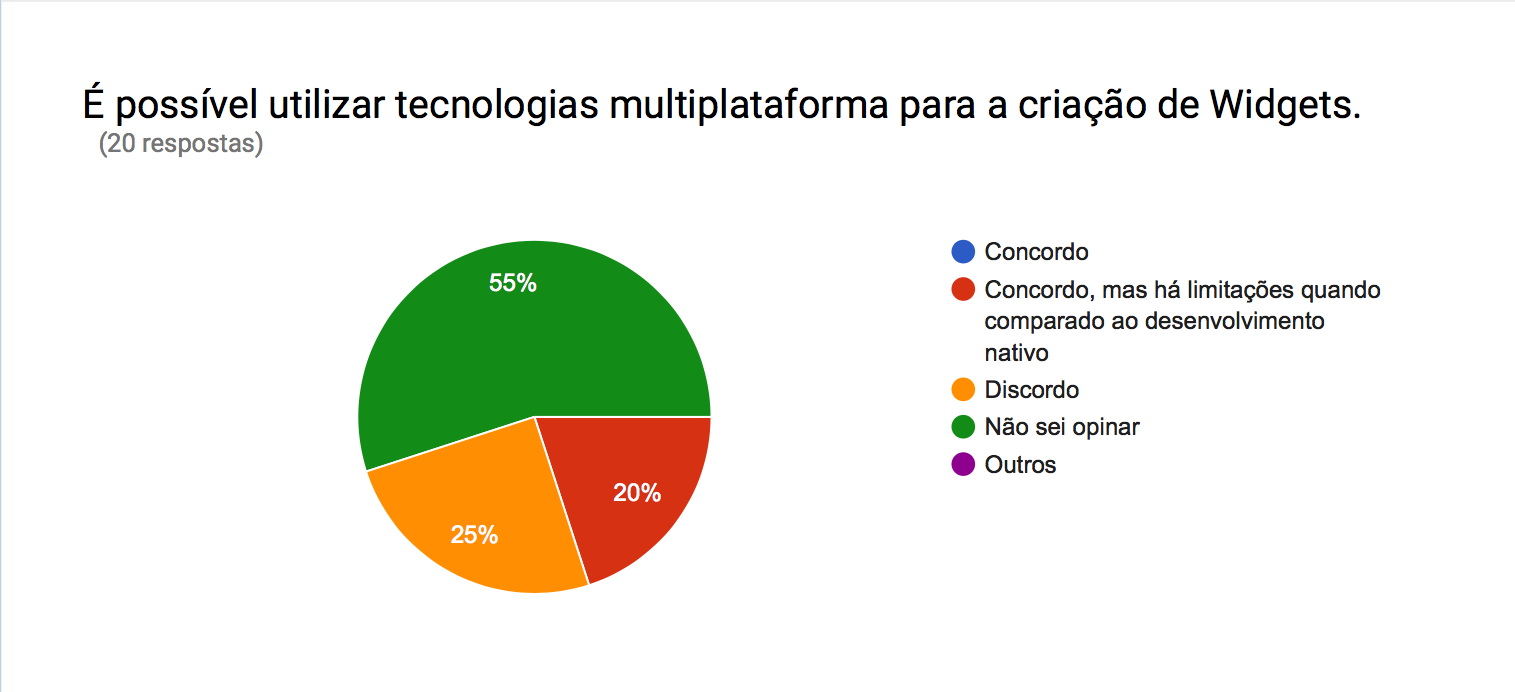 É possível utilizar tecnologias multiplataforma para a criação de Widgets.
(20 respostas)
55%
20%
25%
Concordo
Concordo, mas há limitações quando
comparado ao desenvolvimento
nativo
Discordo
Não sei opinar
Outros